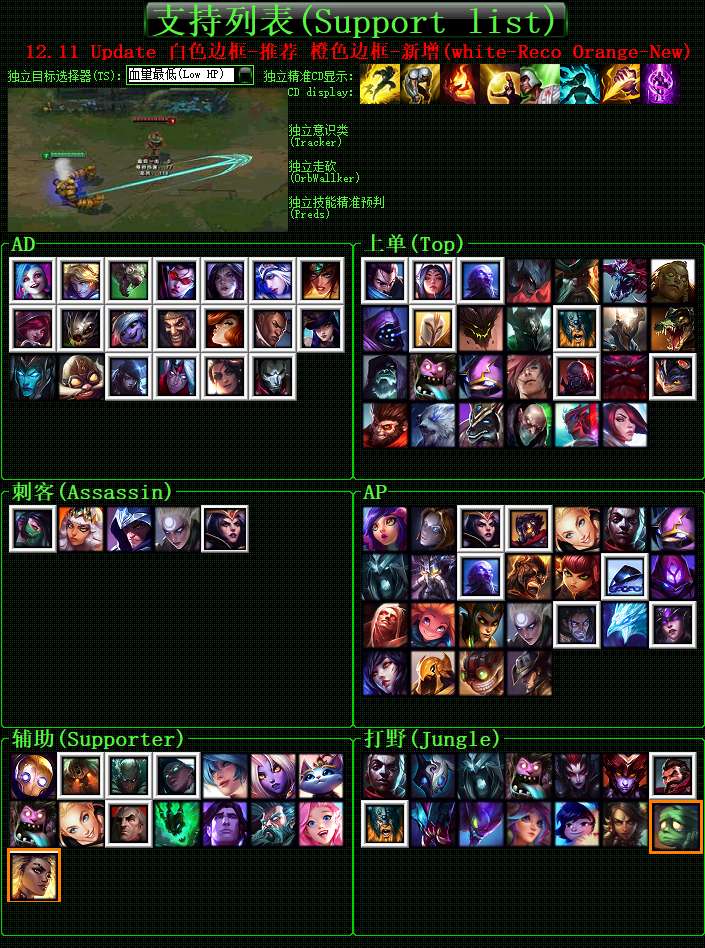 支持列表(Support list)
12.11 Update 白色边框-推荐 橙色边框-新增(white-Reco Orange-New)
独立目标选择器(TS): 血量最低(Low HP) 独立精准CD显示:
CD display:
独立意识类
(Tracker)
独立走砍
(OrbWallker)
独立技能精准预判
(Preds)
AD 上单(Top)
刺客(Assassin) AP
辅助(Supporter) 打野(Jungle)